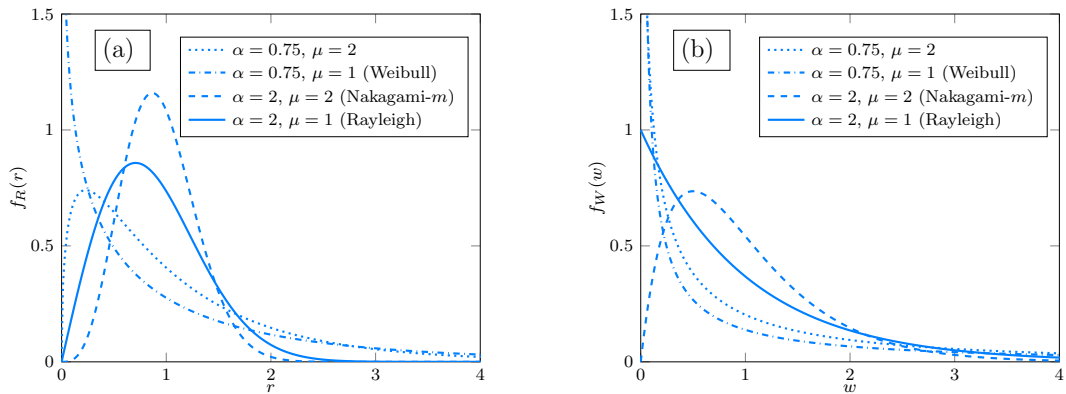 (a)
α = 0.75, μ = 2
α = 0.75, μ = 1 (Weibull)
α = 2, μ = 2 (Nakagami-m)
α = 2, μ = 1 (Rayleigh)
1.5
1
0.5
0
f_R(r)
0 1 2 3 4
r
(b)
α = 0.75, μ = 2
α = 0.75, μ = 1 (Weibull)
α = 2, μ = 2 (Nakagami-m)
α = 2, μ = 1 (Rayleigh)
1.5
1
0.5
0
f_W(w)
0 1 2 3 4
w